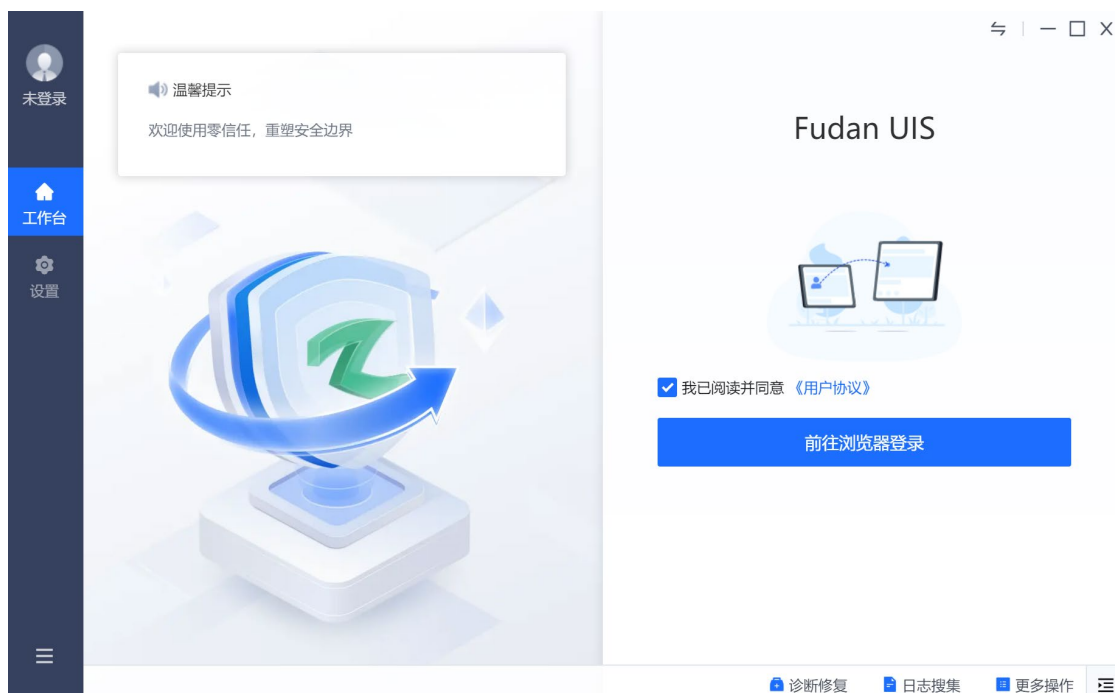 未登录
工作台
设置
温馨提示
欢迎使用零信任，重塑安全边界
Fudan UIS
我已阅读并同意 《用户协议》
前往浏览器登录
诊断修复 日志搜集 更多操作